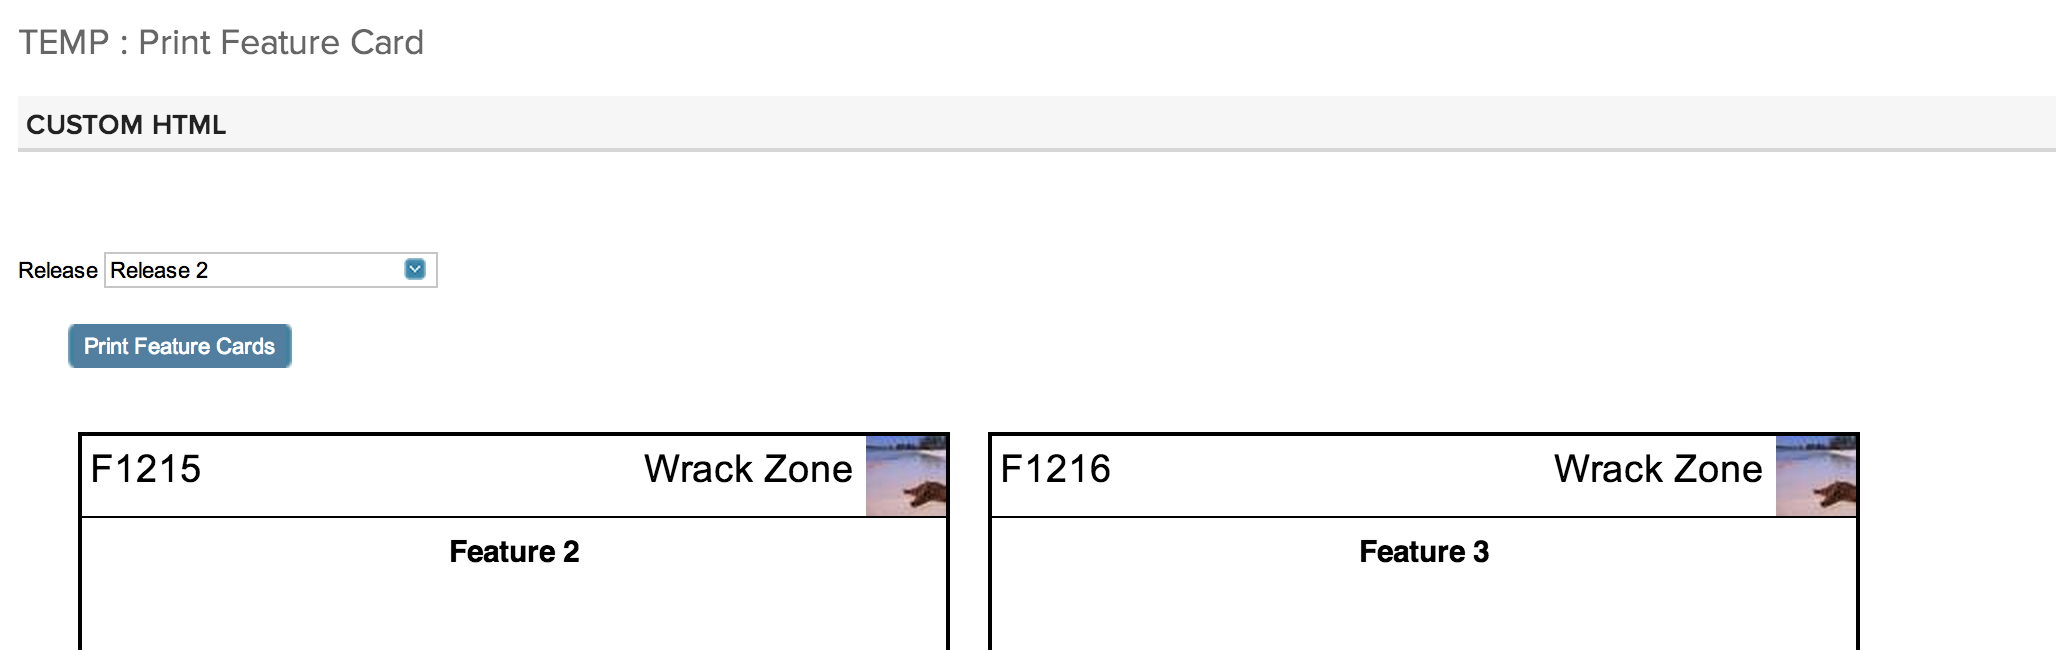 TEMP : Print Feature Card
CUSTOM HTML
Release Release 2
Print Feature Cards
F1215 Wrack Zone
Feature 2
F1216 Wrack Zone
Feature 3